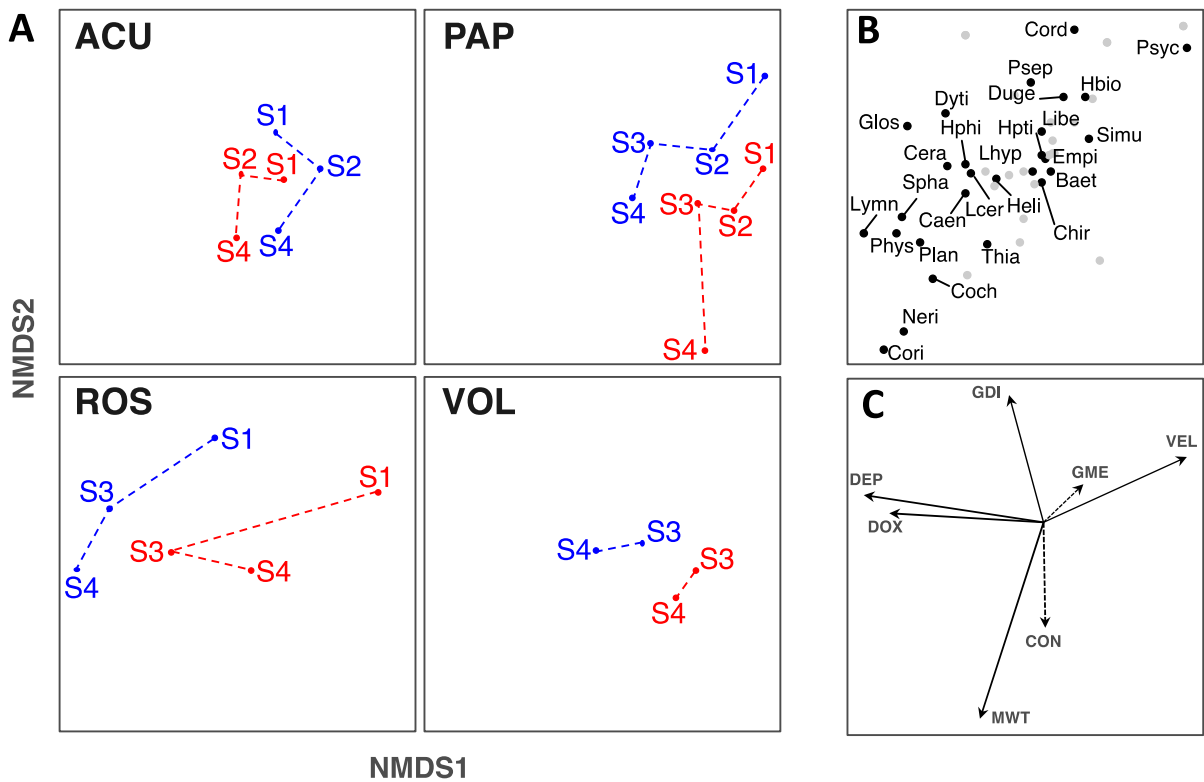 A
ACU
S1
S2
S1
S2
S4
S4
PAP
S1
S3
S2
S1
S4
S3
S2
S4
ROS
S1
S3
S1
S3
S4
S4
VOL
S4
S3
S3
S4
NMDS2
NMDS1
B
Cord
Psyc
Psep
Duge
Hbio
Dyti
Glos
Hphi
Hpti
Libe
Simu
Cera
Lhyp
Empi
Spha
Baet
Lymn
Caen
Lcer
Heli
Phys
Plan
Thia
Chir
Coch
Neri
Cori
C
GDI
VEL
GME
DEP
DOX
CON
MWT